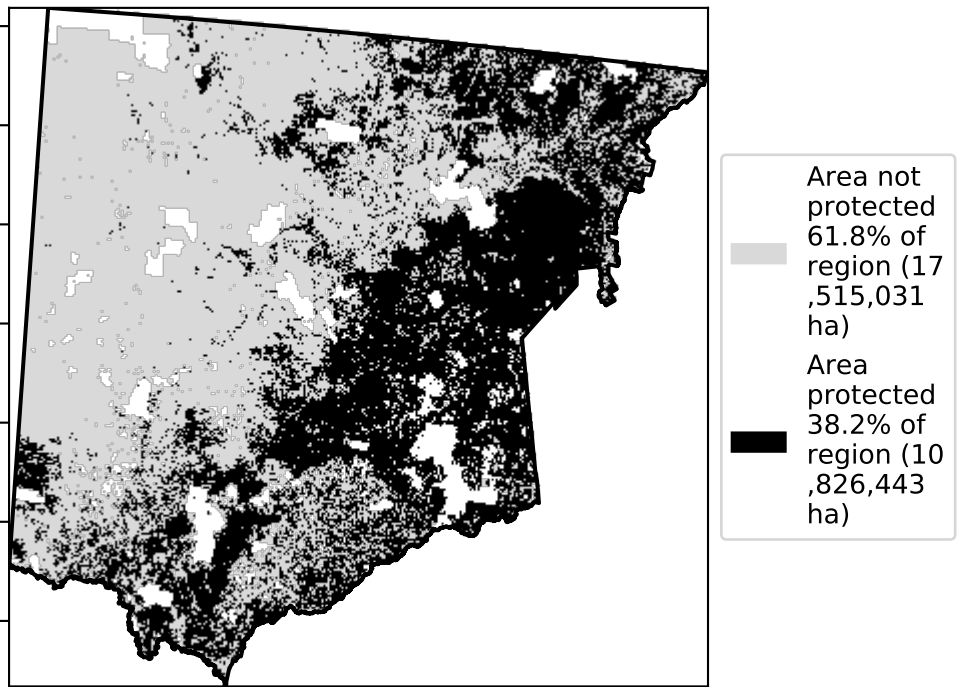 Area not
protected
61.8% of
region (17
,515,031
ha)
Area
protected
38.2% of
region (10
,826,443
ha)